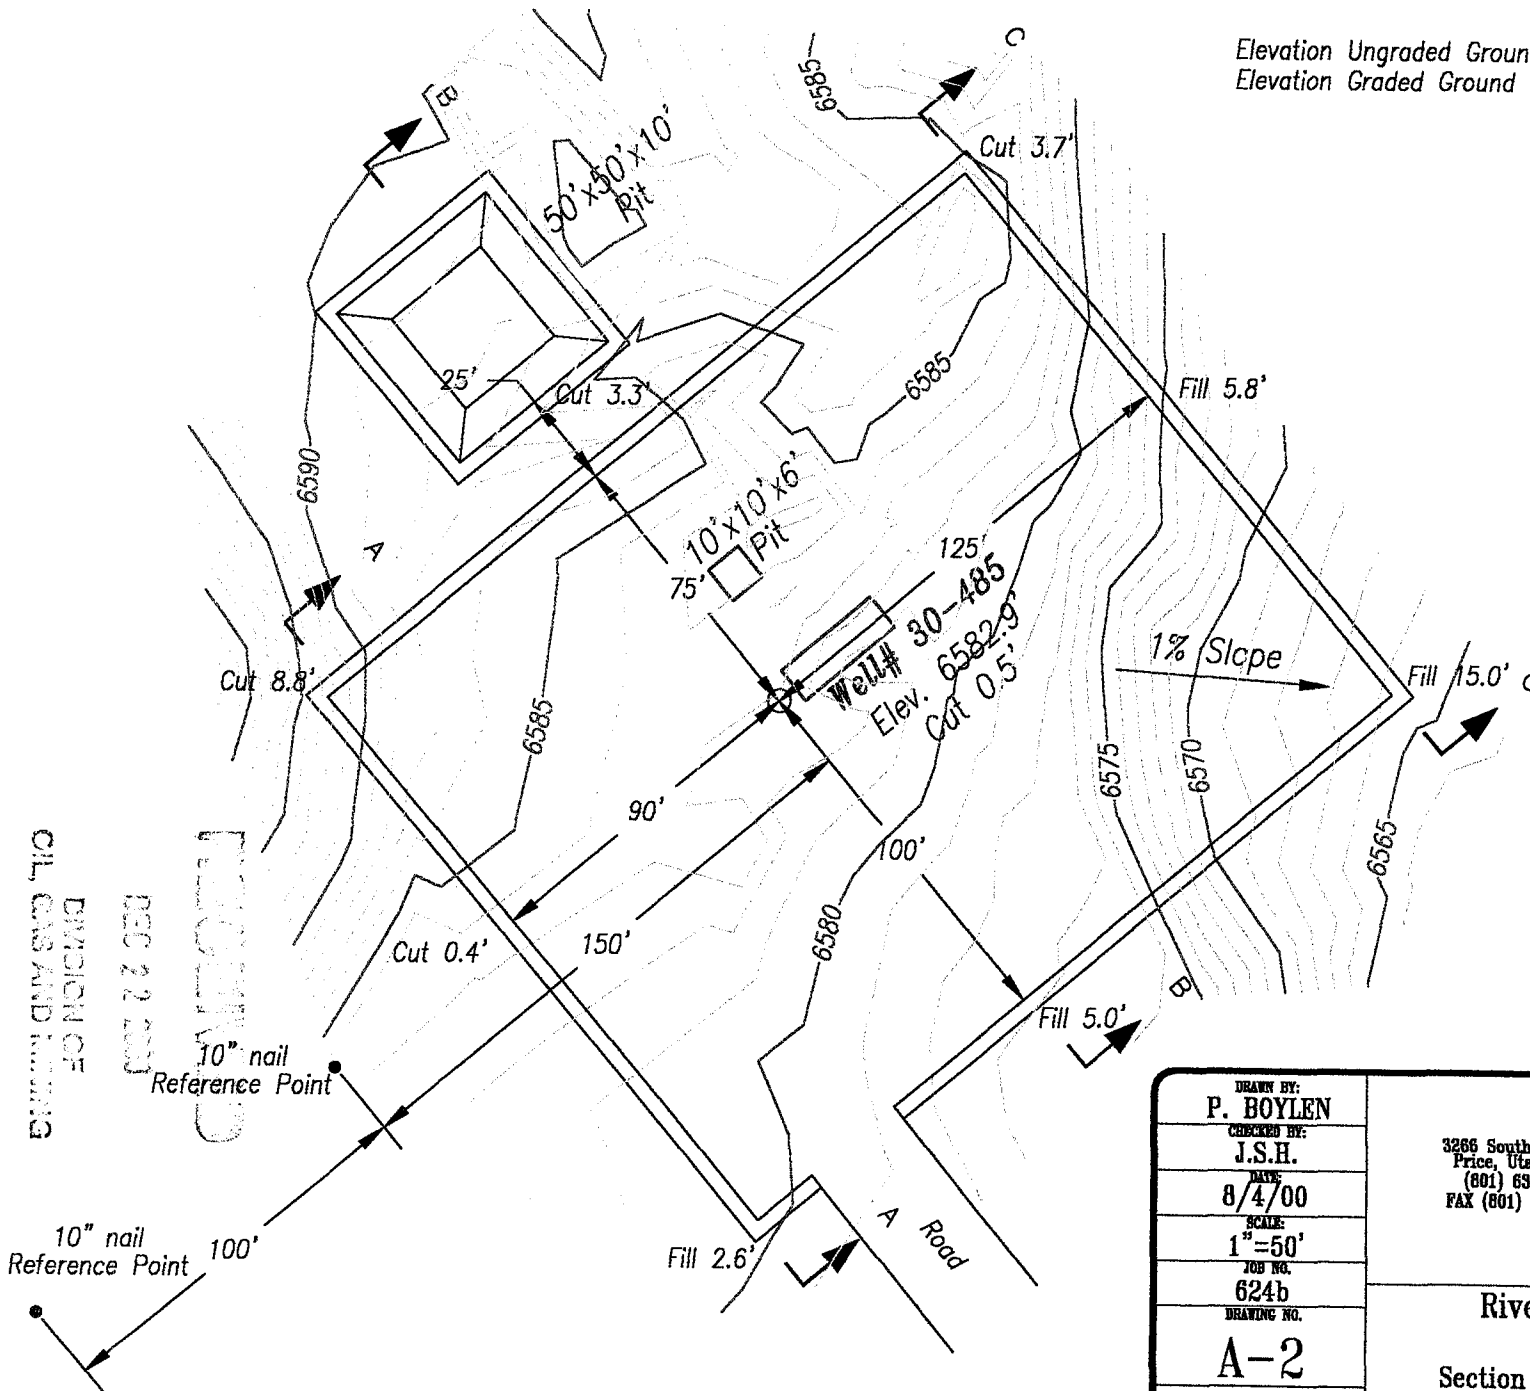 Elevation Ungraded Groun
Elevation Graded Ground
C
6585
B
Cut 3.7'
50'x50'x10'
Pit
25'
Cut 3.3'
6585
Fill 5.8'
6590
A
10'x10'x6'
Pit
125'
75'
Well# 30-485
Elev. 6582.9'
Cut 0.5'
1% Slope
Cut 8.8'
Fill 15.0'
C
6585
6575
6570
90'
100'
6565
Cut 0.4'
150'
6580
B
Fill 5.0'
DEC 22
DIVISION OF
OIL, GAS AND MINING
10" nail
Reference Point
10" nail
Reference Point
100'
Fill 2.6'
A
Road
DRAWN BY:
P. BOYLEN
CHECKED BY:
J.S.H.
DATE:
8/4/00
SCALE:
1"=50'
JOB NO.
624b
DRAWING NO.
A-2
3266 South
Price, Uta
(801) 63
FAX (801)
Rive
Section